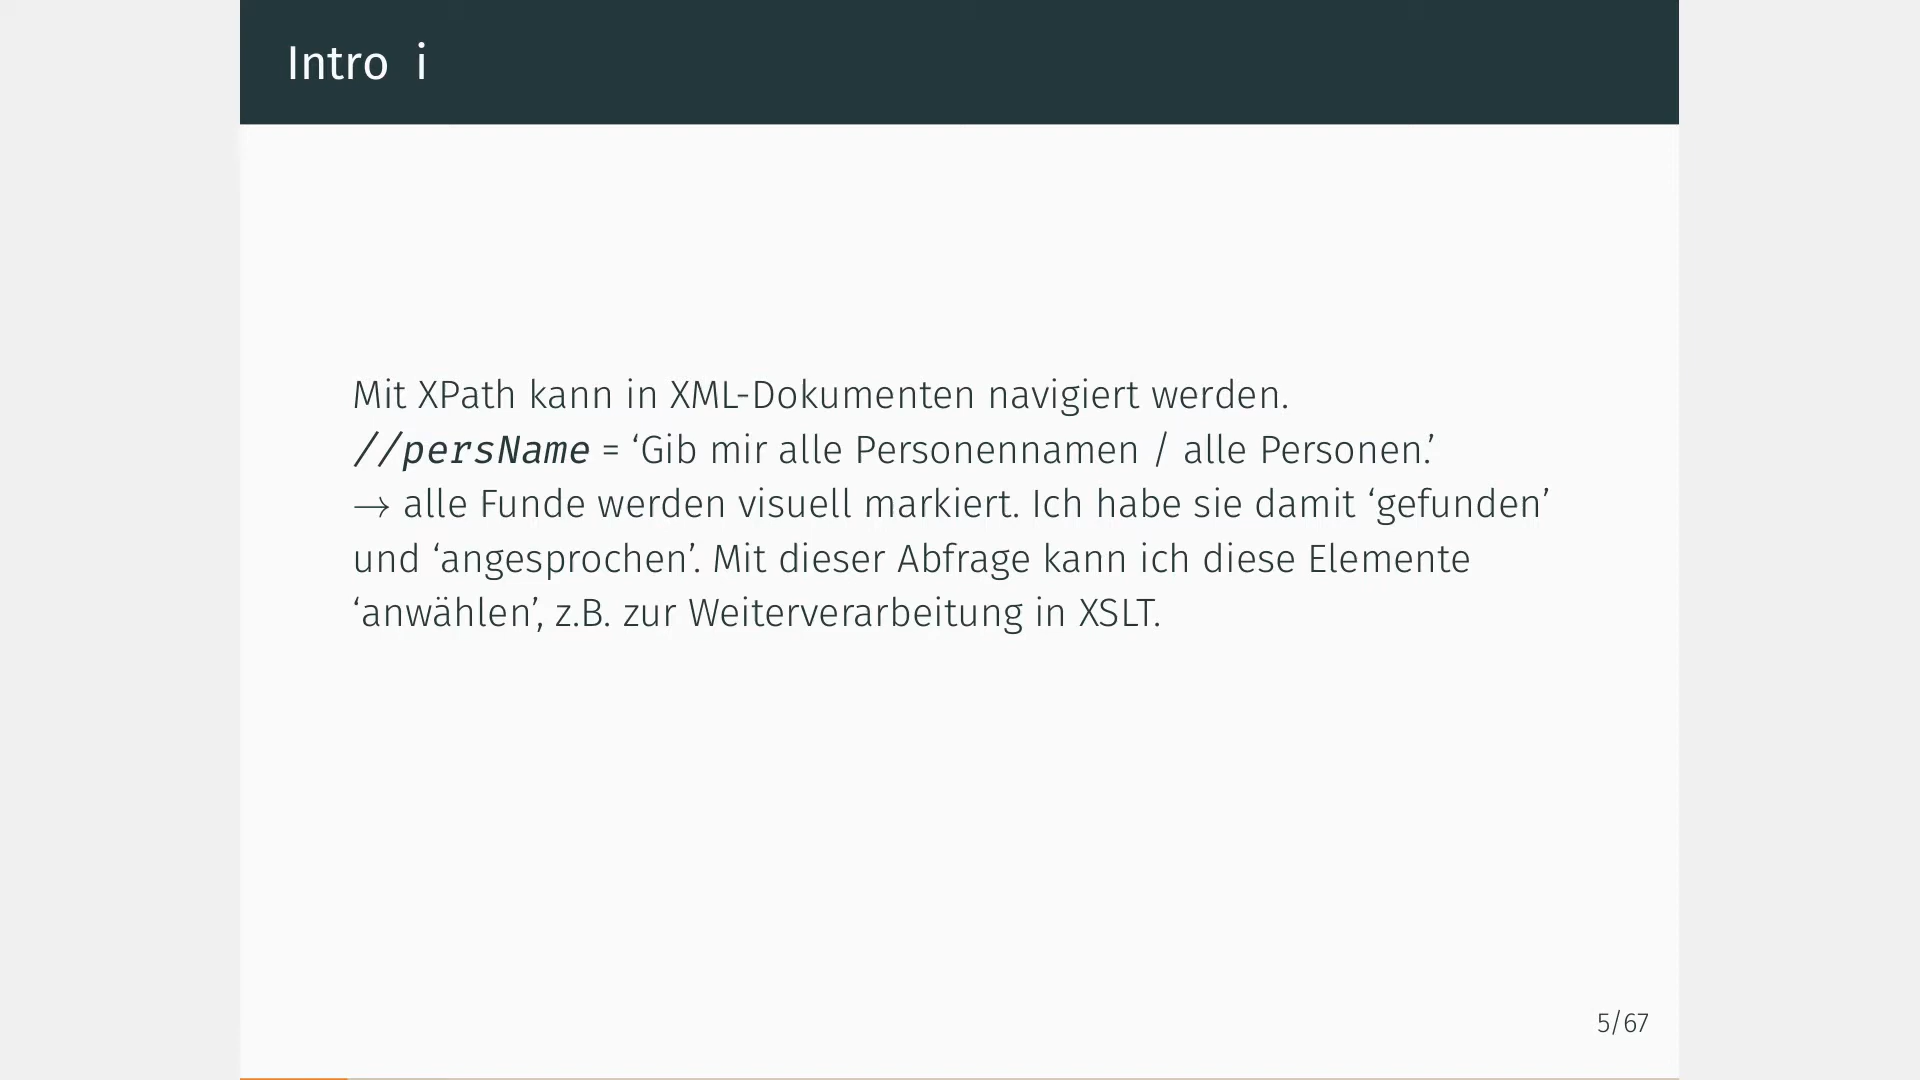 Intro i
Mit XPath kann in XML-Dokumenten navigiert werden.
//persName = ‘Gib mir alle Personennamen / alle Personen.’
→ alle Funde werden visuell markiert. Ich habe sie damit ‘gefunden’
und ‘angesprochen’. Mit dieser Abfrage kann ich diese Elemente
‘anwählen’, z.B. zur Weiterverarbeitung in XSLT.
5/67